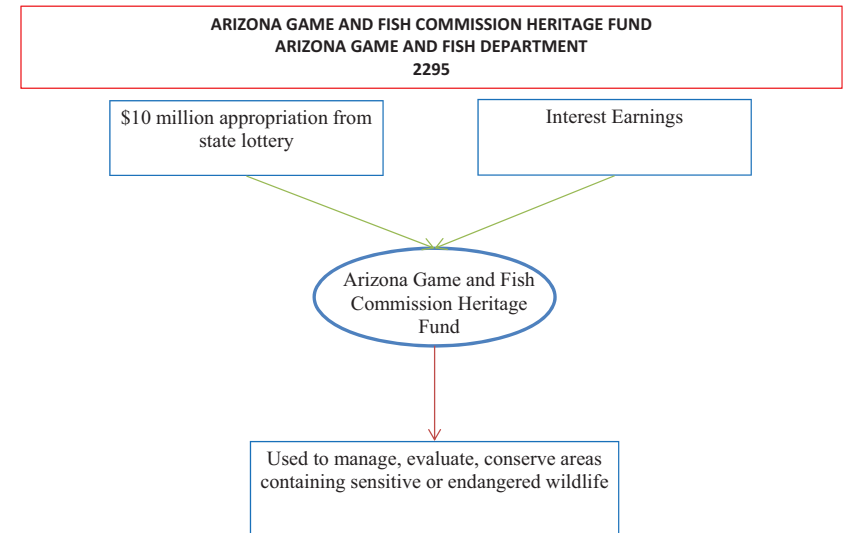 ARIZONA GAME AND FISH COMMISSION HERITAGE FUND
ARIZONA GAME AND FISH DEPARTMENT
2295
$10 million appropriation from
state lottery
Interest Earnings
Arizona Game and Fish
Commission Heritage
Fund
Used to manage, evaluate, conserve areas
containing sensitive or endangered wildlife